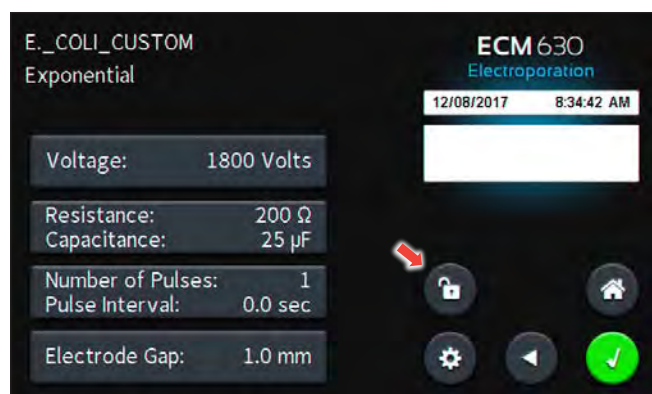 E._COLI_CUSTOM
Exponential
ECM 630
Electroporation
12/08/2017 8:34:42 AM
Voltage: 1800 Volts
Resistance: 200 Ω
Capacitance: 25 µF
Number of Pulses: 1
Pulse Interval: 0.0 sec
Electrode Gap: 1.0 mm